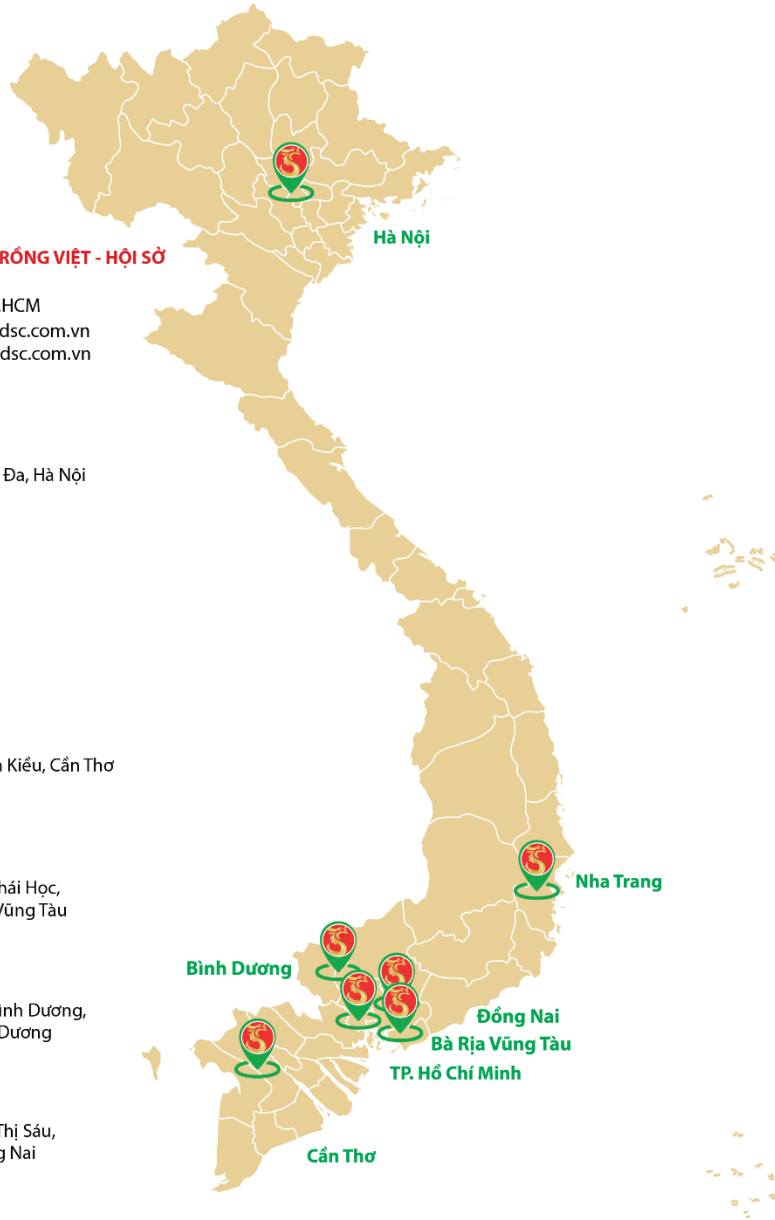 Hà Nội
RỒNG VIỆT - HỘI SỞ
.HCM
dsc.com.vn
dsc.com.vn
Đa, Hà Nội
Kiều, Cần Thơ
hái Học,
Vũng Tàu
Nha Trang
Bình Dương
ình Dương,
Dương
Đồng Nai
Bà Rịa Vũng Tàu
TP. Hồ Chí Minh
Thị Sáu,
g Nai
Cần Thơ